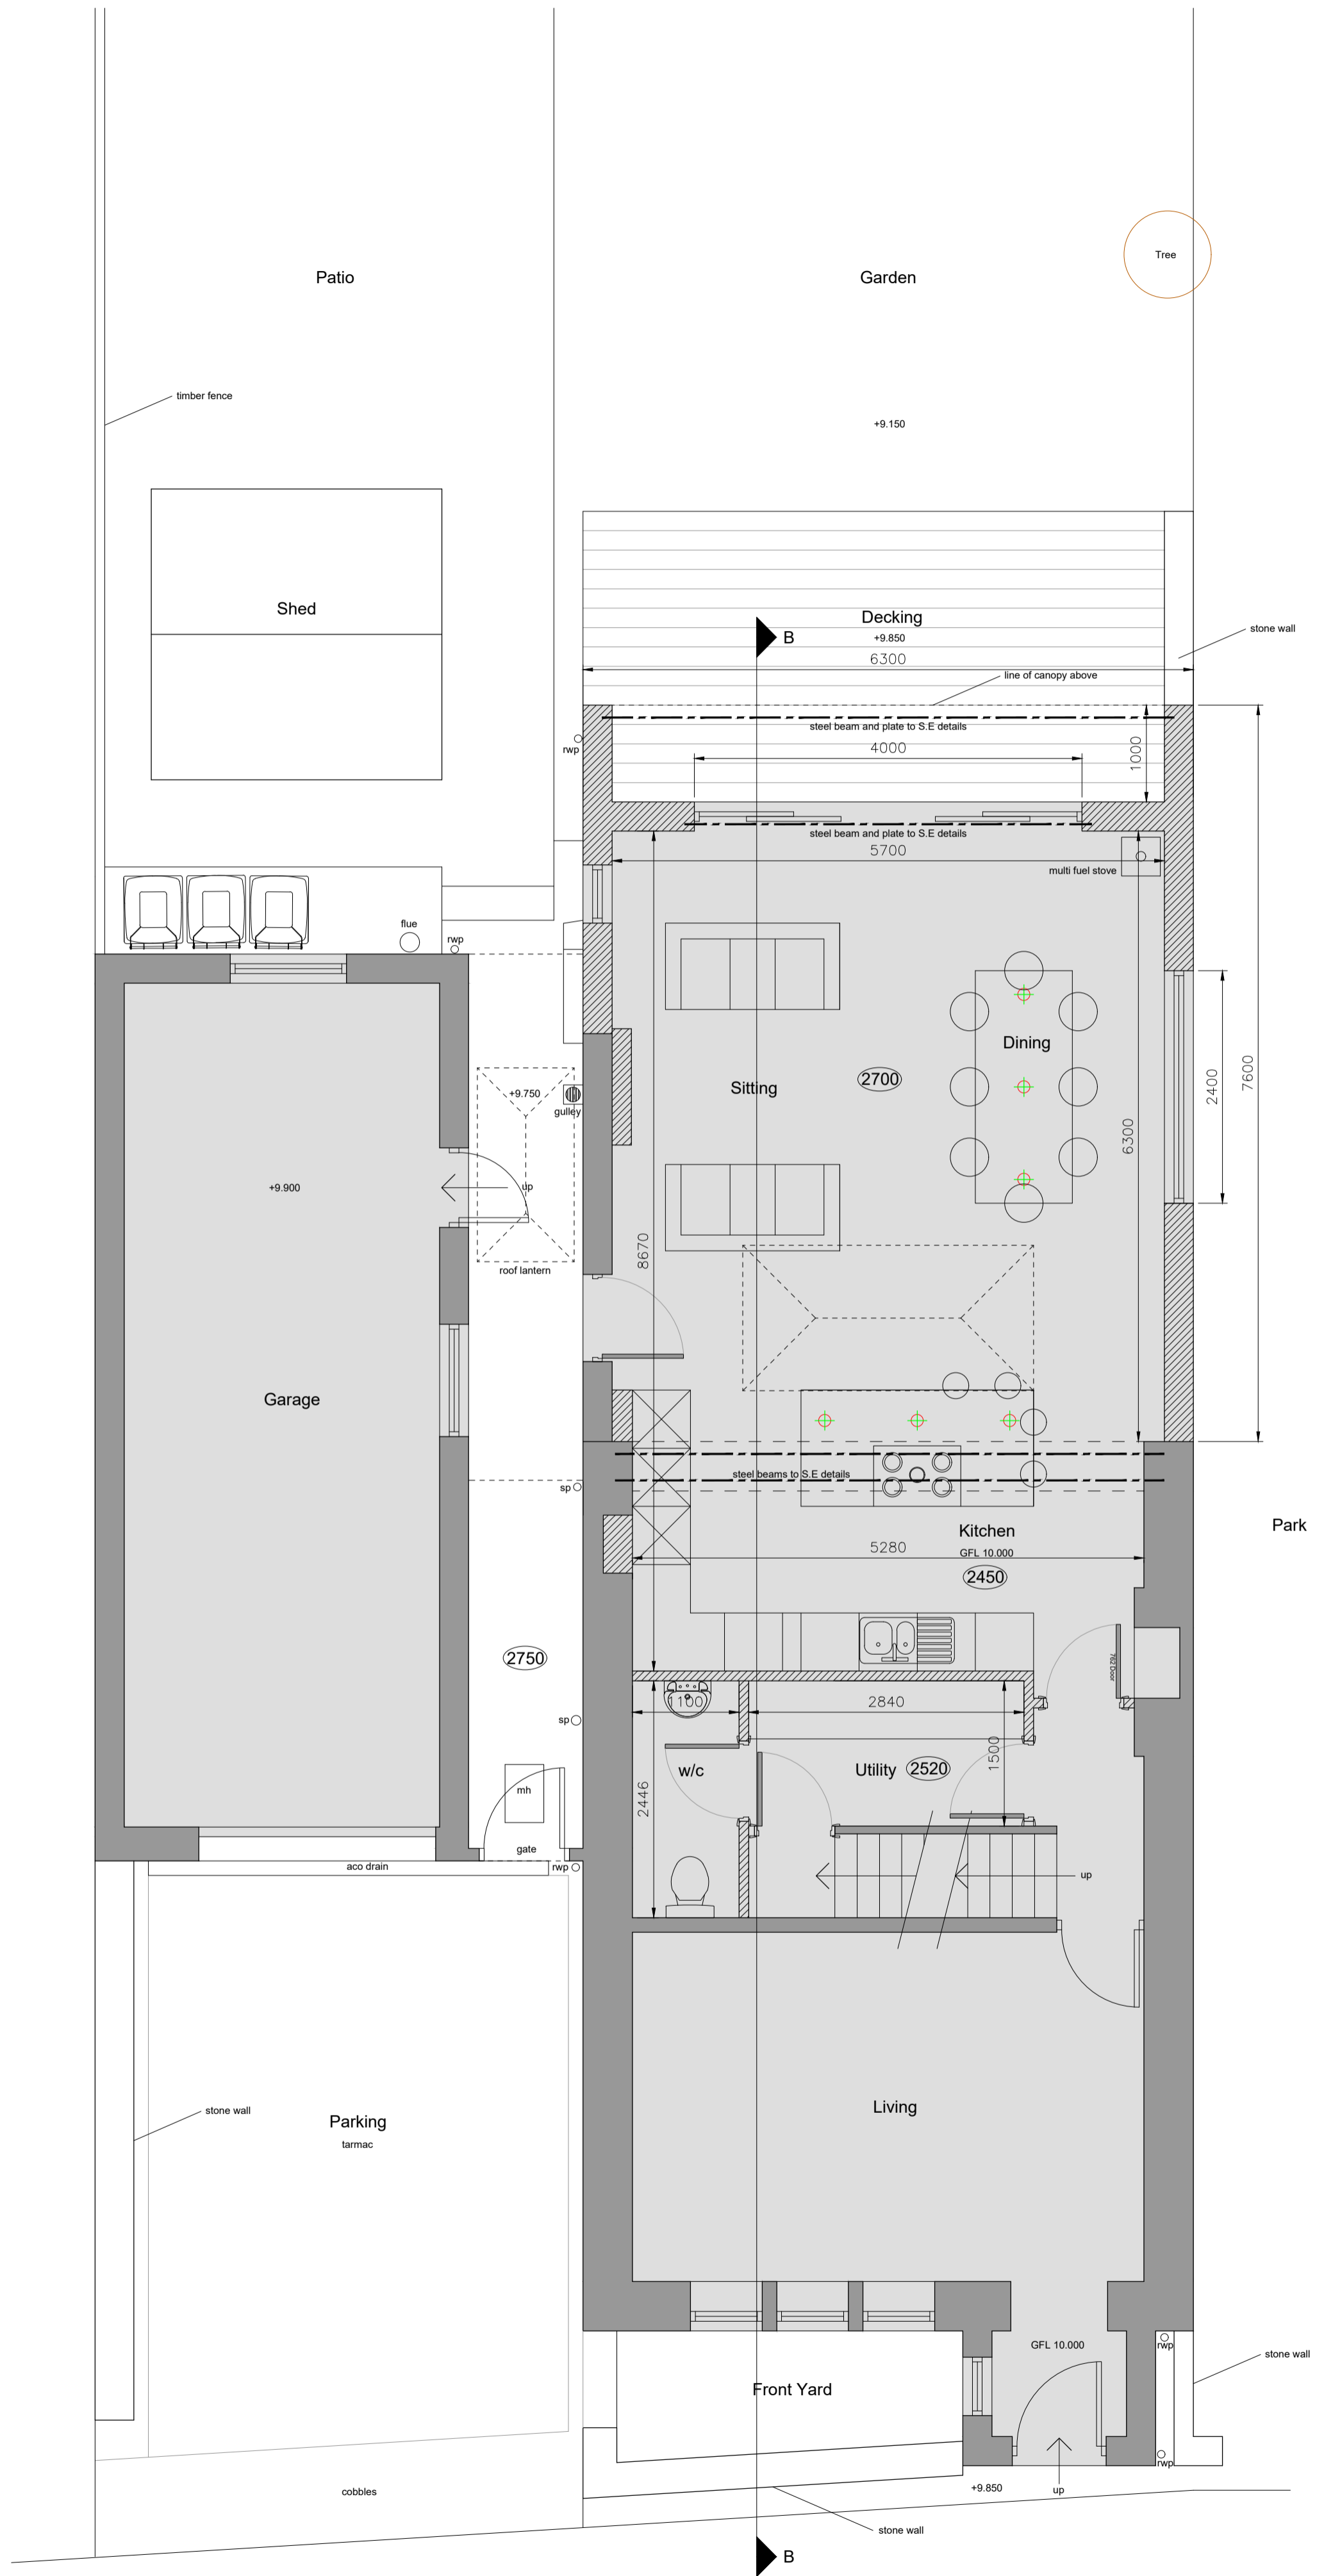 Tree
Patio
Garden
timber fence
+9.150
Shed
Decking
B
+9.850
stone wall
6300
line of canopy above
steel beam and plate to S.E details
rwp
4000
1000
steel beam and plate to S.E details
5700
multi fuel stove
flue
rwp
Dining
2700
Sitting
+9.750
gulley
2400
7600
6300
+9.900
up
8670
roof lantern
Garage
steel beams to S.E details
sp
Kitchen
Park
5280
GFL 10.000
2450
2750
762 Door
1100
2840
sp
1500
w/c
Utility
2520
mh
2446
gate
aco drain
rwp
up
stone wall
Living
Parking
tarmac
GFL 10.000
rwp
stone wall
Front Yard
rwp
cobbles
+9.850
up
stone wall
B